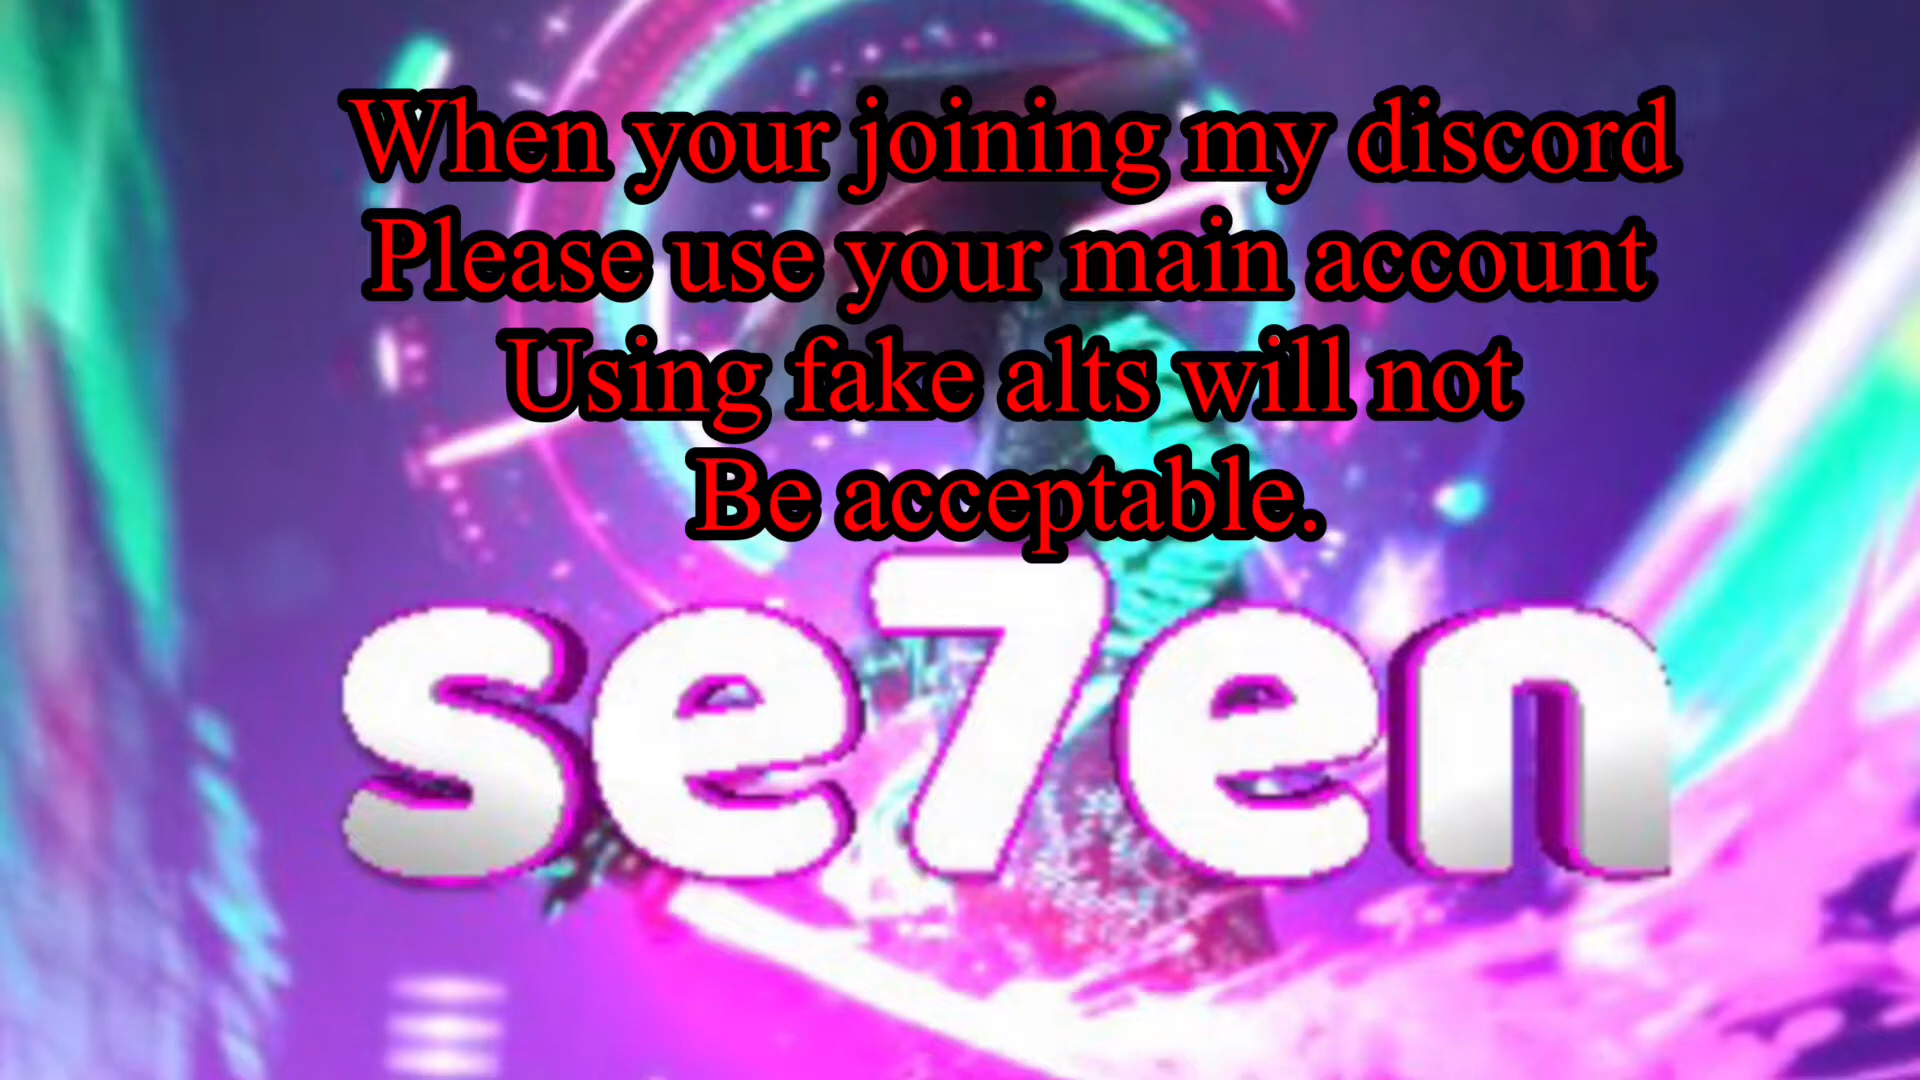 When your joining my discord
Please use your main account
Using fake alts will not
Be acceptable.
se7en